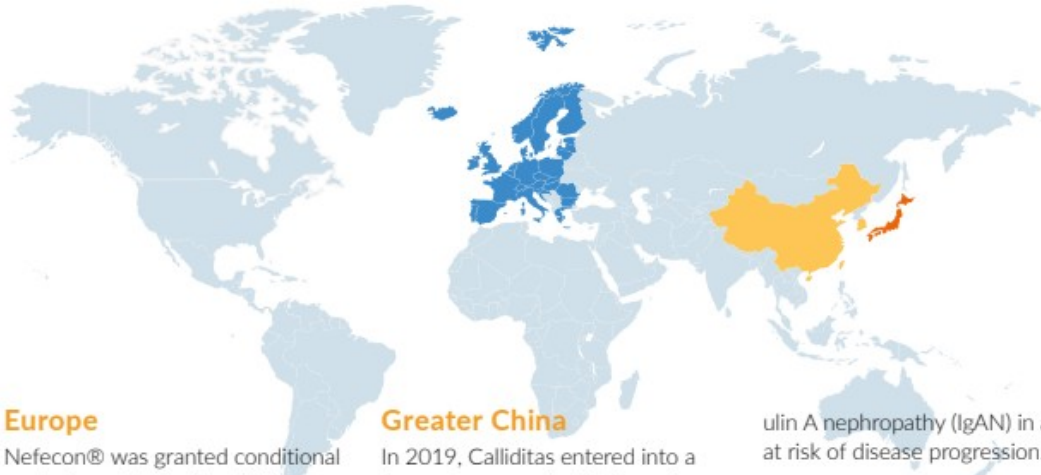 Europe
Nefecon® was granted conditional
Greater China
In 2019, Calliditas entered into a
ulin A nephropathy (IgAN) in
at risk of disease progression